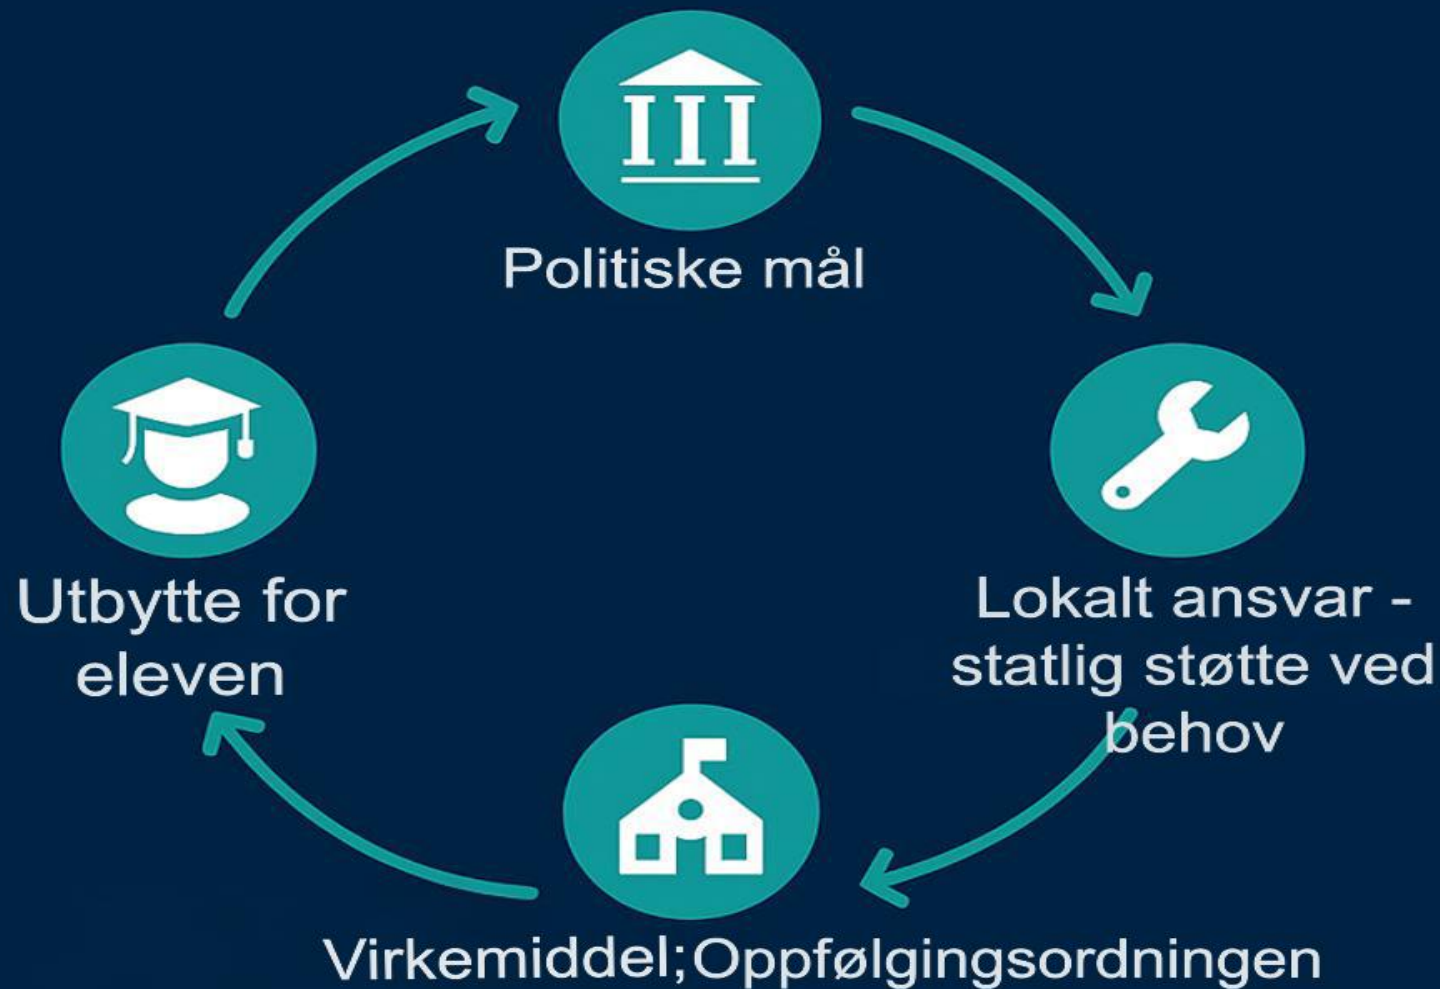 Politiske mål
Utbytte for
eleven
Lokalt ansvar -
statlig støtte ved
behov
Virkemiddel;Oppfølgingsordningen